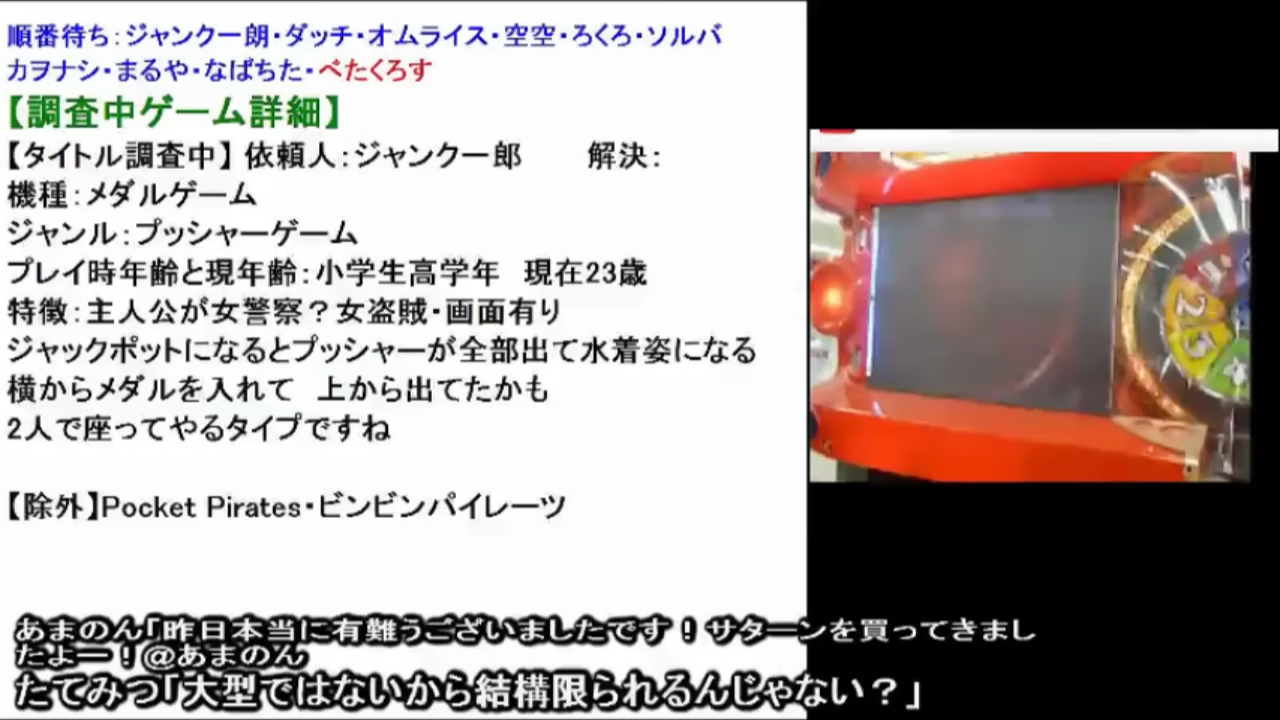 順番待ち:ジャンクー朗・ダッチ・オムライス・空空・ろくろ・ソルバ
カヲナシ・まるや・なばちた・べたくろす
【調査中ゲーム詳細】
【タイトル調査中】 依頼人:ジャンクー郎　　解決:
機種:メダルゲーム
ジャンル:プッシャーゲーム
プレイ時年齢と現年齢:小学生高学年　現在23歳
特徴:主人公が女警察？女盗賊・画面有り
ジャックポットになるとプッシャーが全部出て水着姿になる
横からメダルを入れて　上から出てたかも
2人で座ってやるタイプですね
【除外】Pocket Pirates・ビンビンパイレーツ
2
5
あまのん「昨日本当に有難うございましたです！サターンを買ってきまし
たよー！@あまのん
たてみつ「大型ではないから結構限られるんじゃない？」